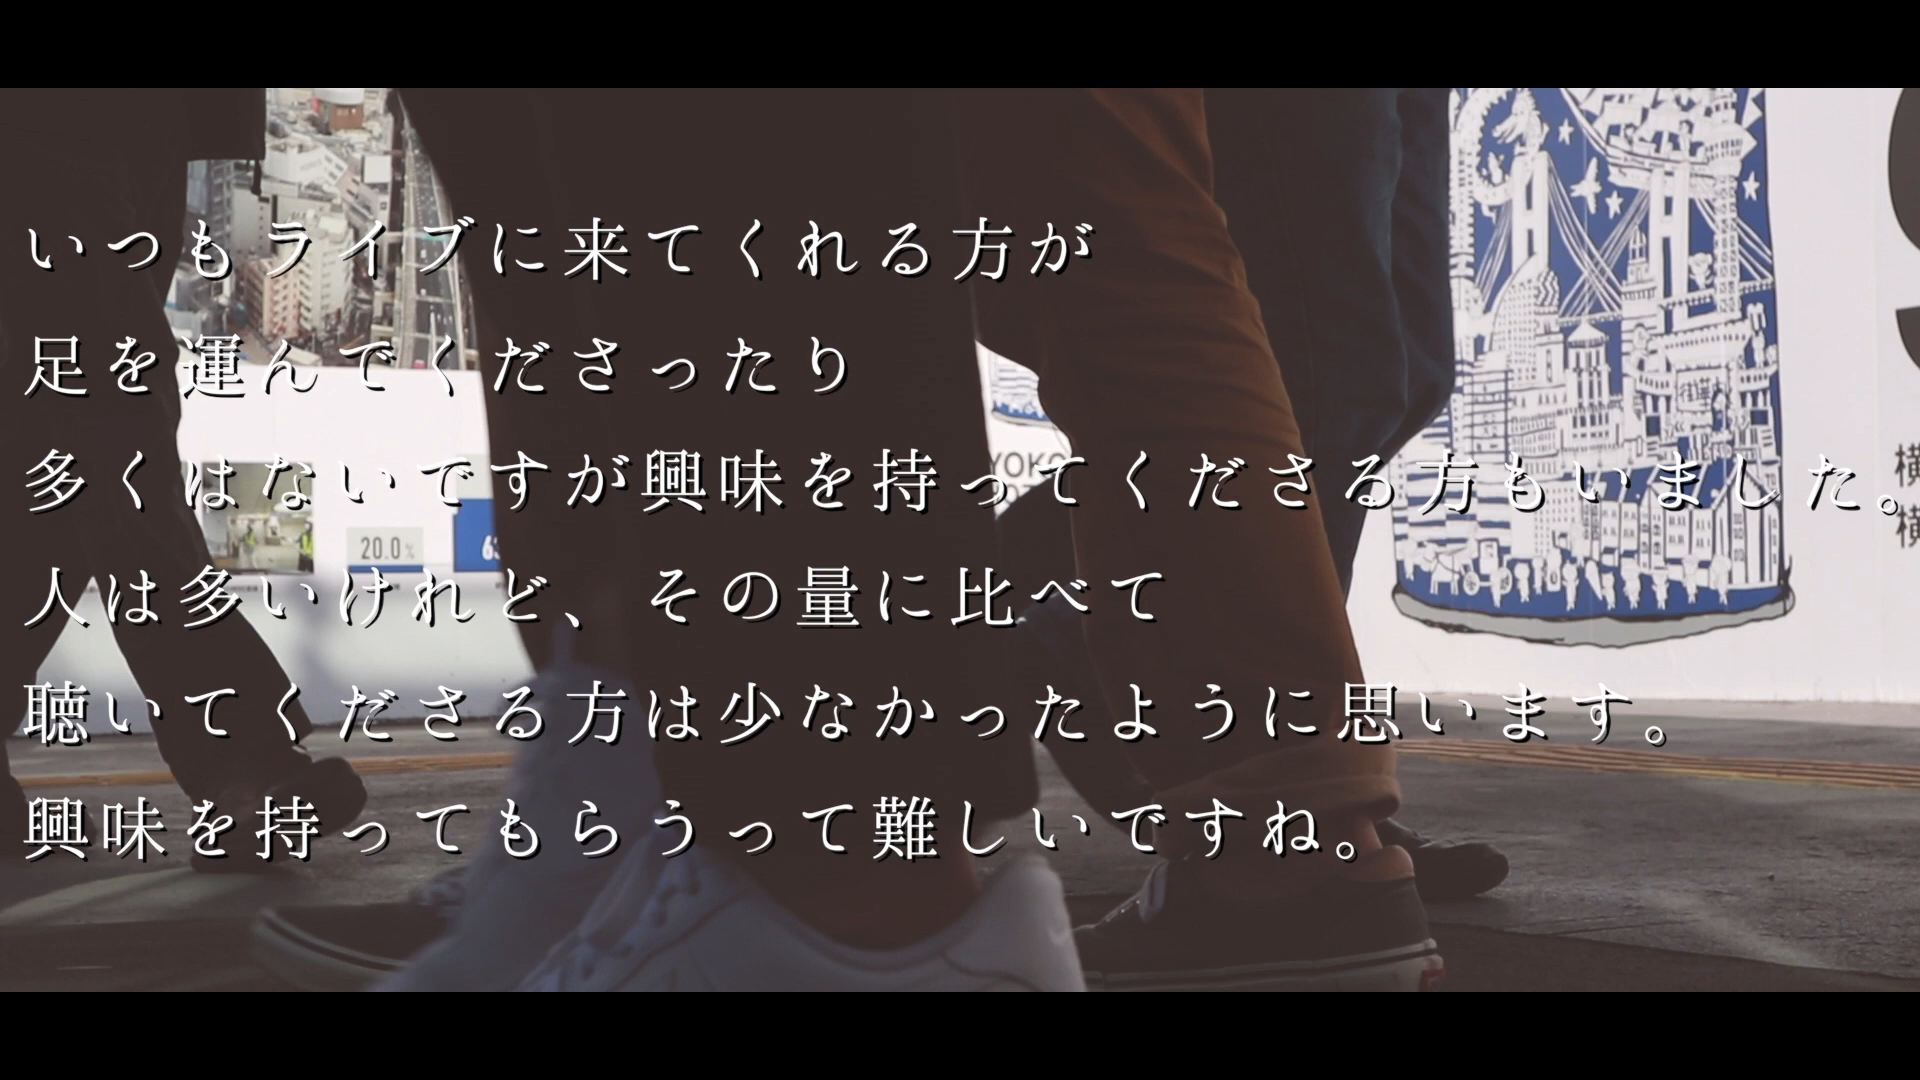 いつもライブに来てくれる方が
足を運んでくださったり
多くはないですが興味を持ってくださる方もいました。
人は多いけれど、その量に比べて
聴いてくださる方は少なかったように思います。
興味を持ってもらうって難しいですね。
20.0%
YOKO
横